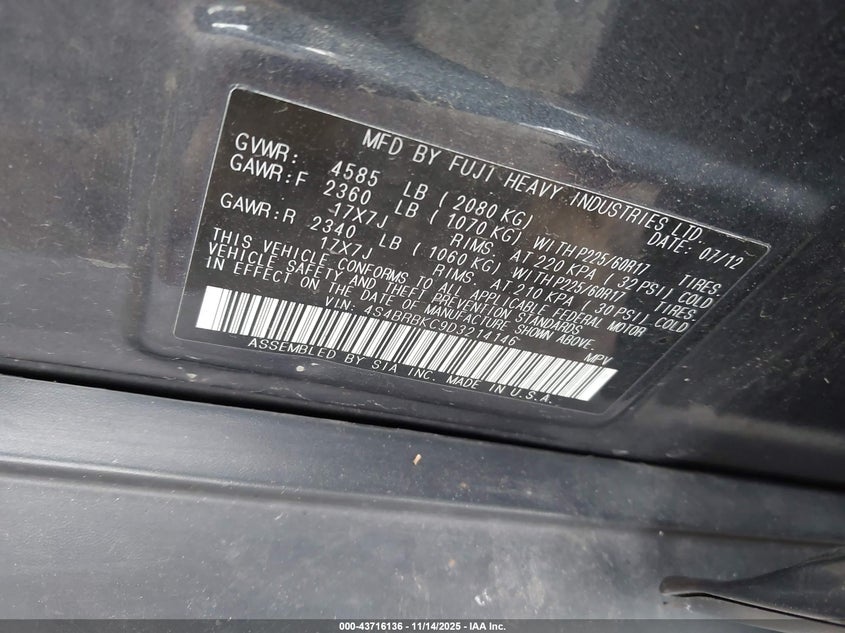 MFD BY FUJI HEAVY INDUSTRIES LTD.
DATE: 07/12
GVWR: 4585 LB ( 2080 KG)
GAWR:F 2360 LB ( 1070 KG) WITH P225/60R17 TIRES.
17X7J RIMS. AT 220 KPA ( 32 PSI) COLD
GAWR:R 2340 LB ( 1060 KG) WITH P225/60R17 TIRES.
17X7J RIMS. AT 210 KPA ( 30 PSI) COLD
THIS VEHICLE CONFORMS TO ALL APPLICABLE FEDERAL MOTOR
VEHICLE SAFETY AND THEFT PREVENTION STANDARDS
IN EFFECT ON THE DATE OF MANUFACTURE SHOWN ABOVE.
VIN. 4S4BRBKC9D3214146 MPV
ASSEMBLED BY SIA INC. MADE IN U.S.A.
000-43716136 - 11/14/2025 - IAA Inc.